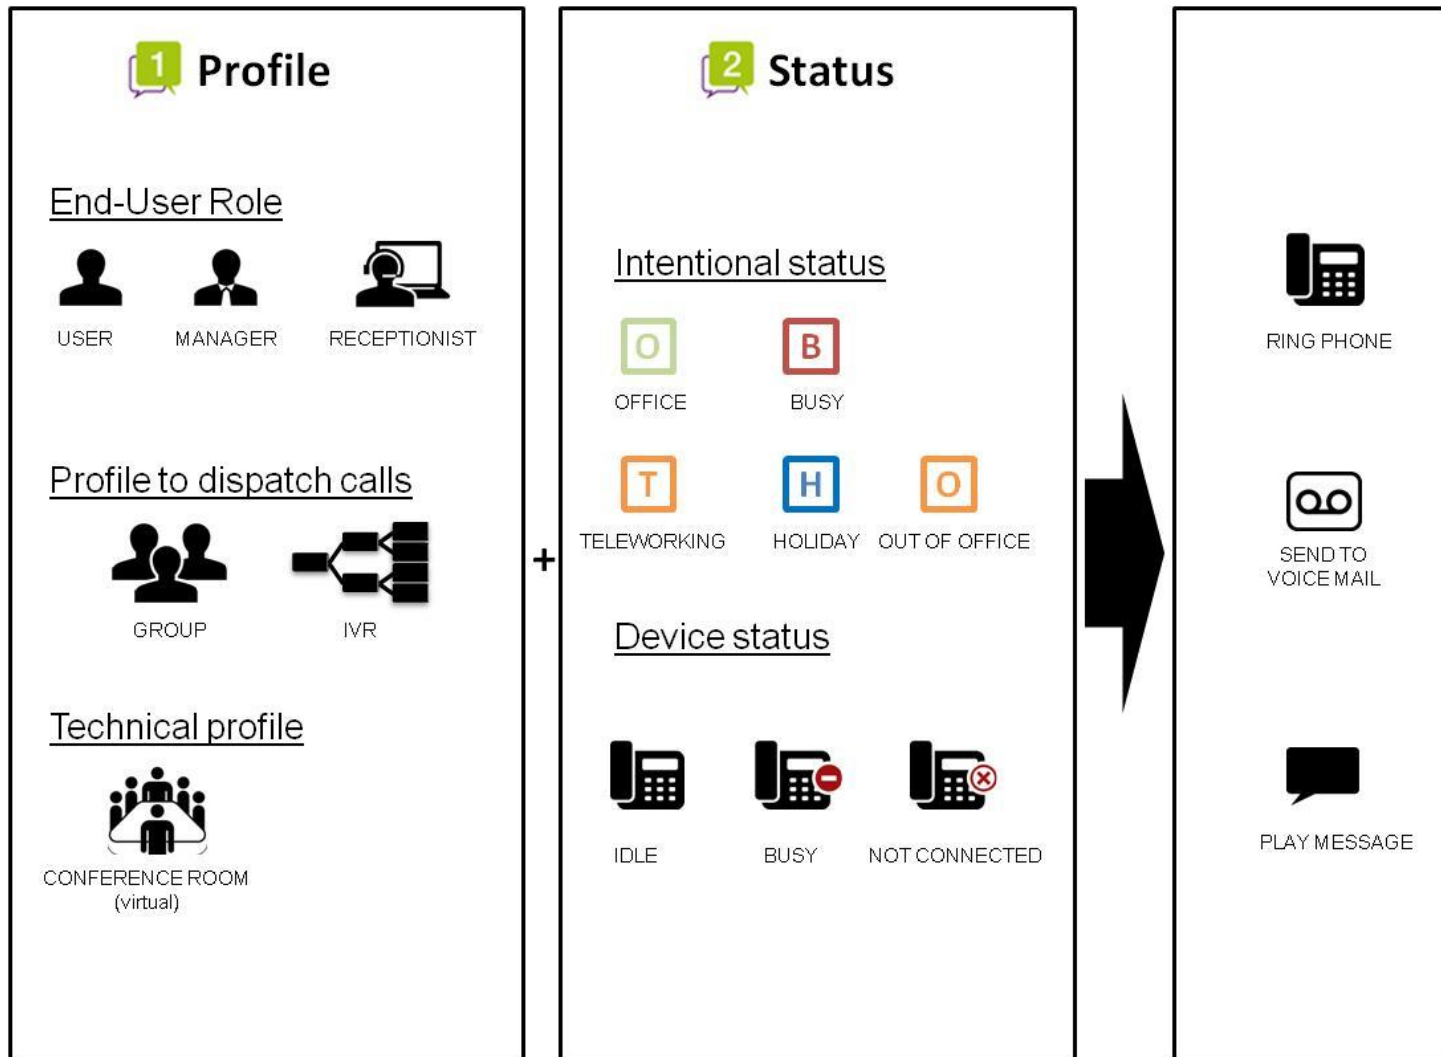 1 Profile
End-User Role
USER MANAGER RECEPTIONIST
Profile to dispatch calls
GROUP IVR
Technical profile
CONFERENCE ROOM
(virtual)
+
2 Status
Intentional status
O B
OFFICE BUSY
T H O
TELEWORKING HOLIDAY OUT OF OFFICE
Device status
IDLE BUSY NOT CONNECTED
RING PHONE
SEND TO
VOICE MAIL
PLAY MESSAGE